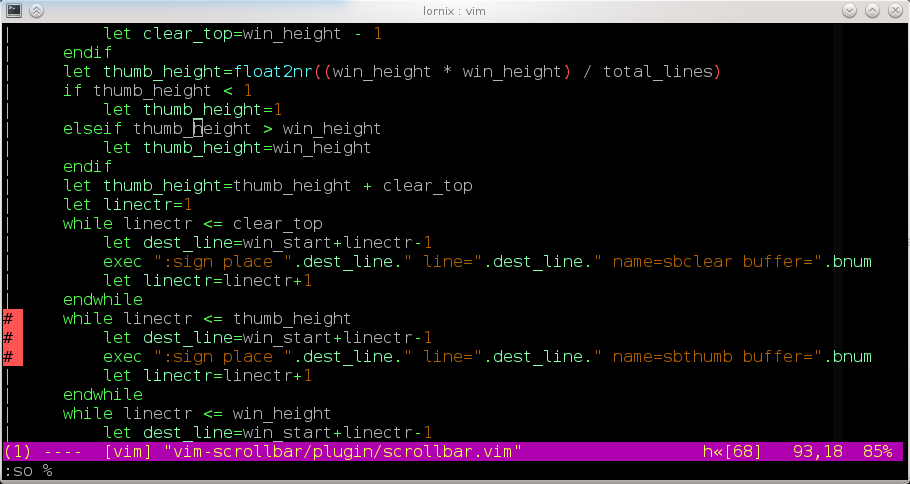 lornix : vim
|         let clear_top=win_height - 1
|     endif
|     let thumb_height=float2nr((win_height * win_height) / total_lines)
|     if thumb_height < 1
|         let thumb_height=1
|     elseif thumb_height > win_height
|         let thumb_height=win_height
|     endif
|     let thumb_height=thumb_height + clear_top
|     let linectr=1
|     while linectr <= clear_top
|         let dest_line=win_start+linectr-1
|         exec ":sign place ".dest_line." line=".dest_line." name=sbclear buffer=".bnum
|         let linectr=linectr+1
|     endwhile
#     while linectr <= thumb_height
#         let dest_line=win_start+linectr-1
#         exec ":sign place ".dest_line." line=".dest_line." name=sbthumb buffer=".bnum
|         let linectr=linectr+1
|     endwhile
|     while linectr <= win_height
|         let dest_line=win_start+linectr-1
(1) ----  [vim] "vim-scrollbar/plugin/scrollbar.vim"                  h«[68]   93,18  85%
:so %